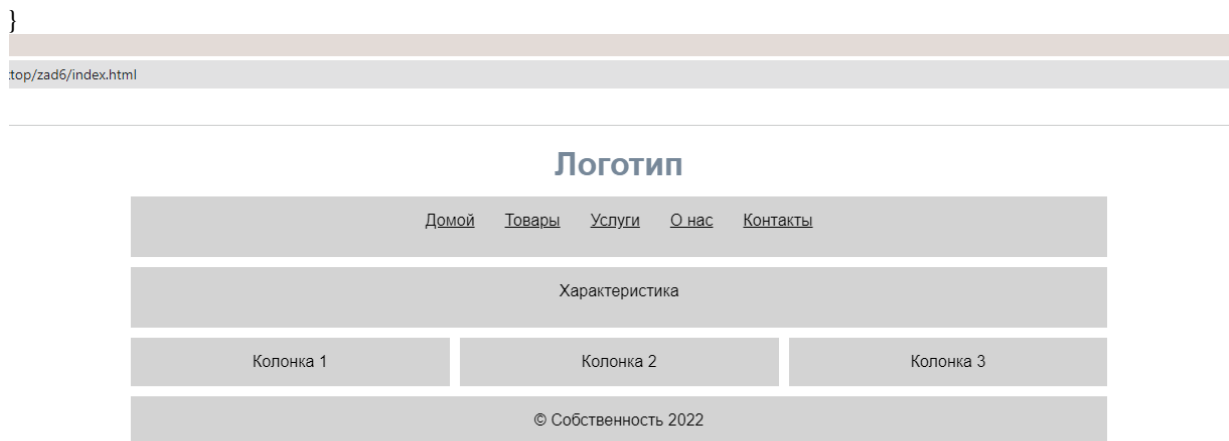 }
top/zad6/index.html
Логотип
Домой Товары Услуги О нас Контакты
Характеристика
Колонка 1 Колонка 2 Колонка 3
© Собственность 2022